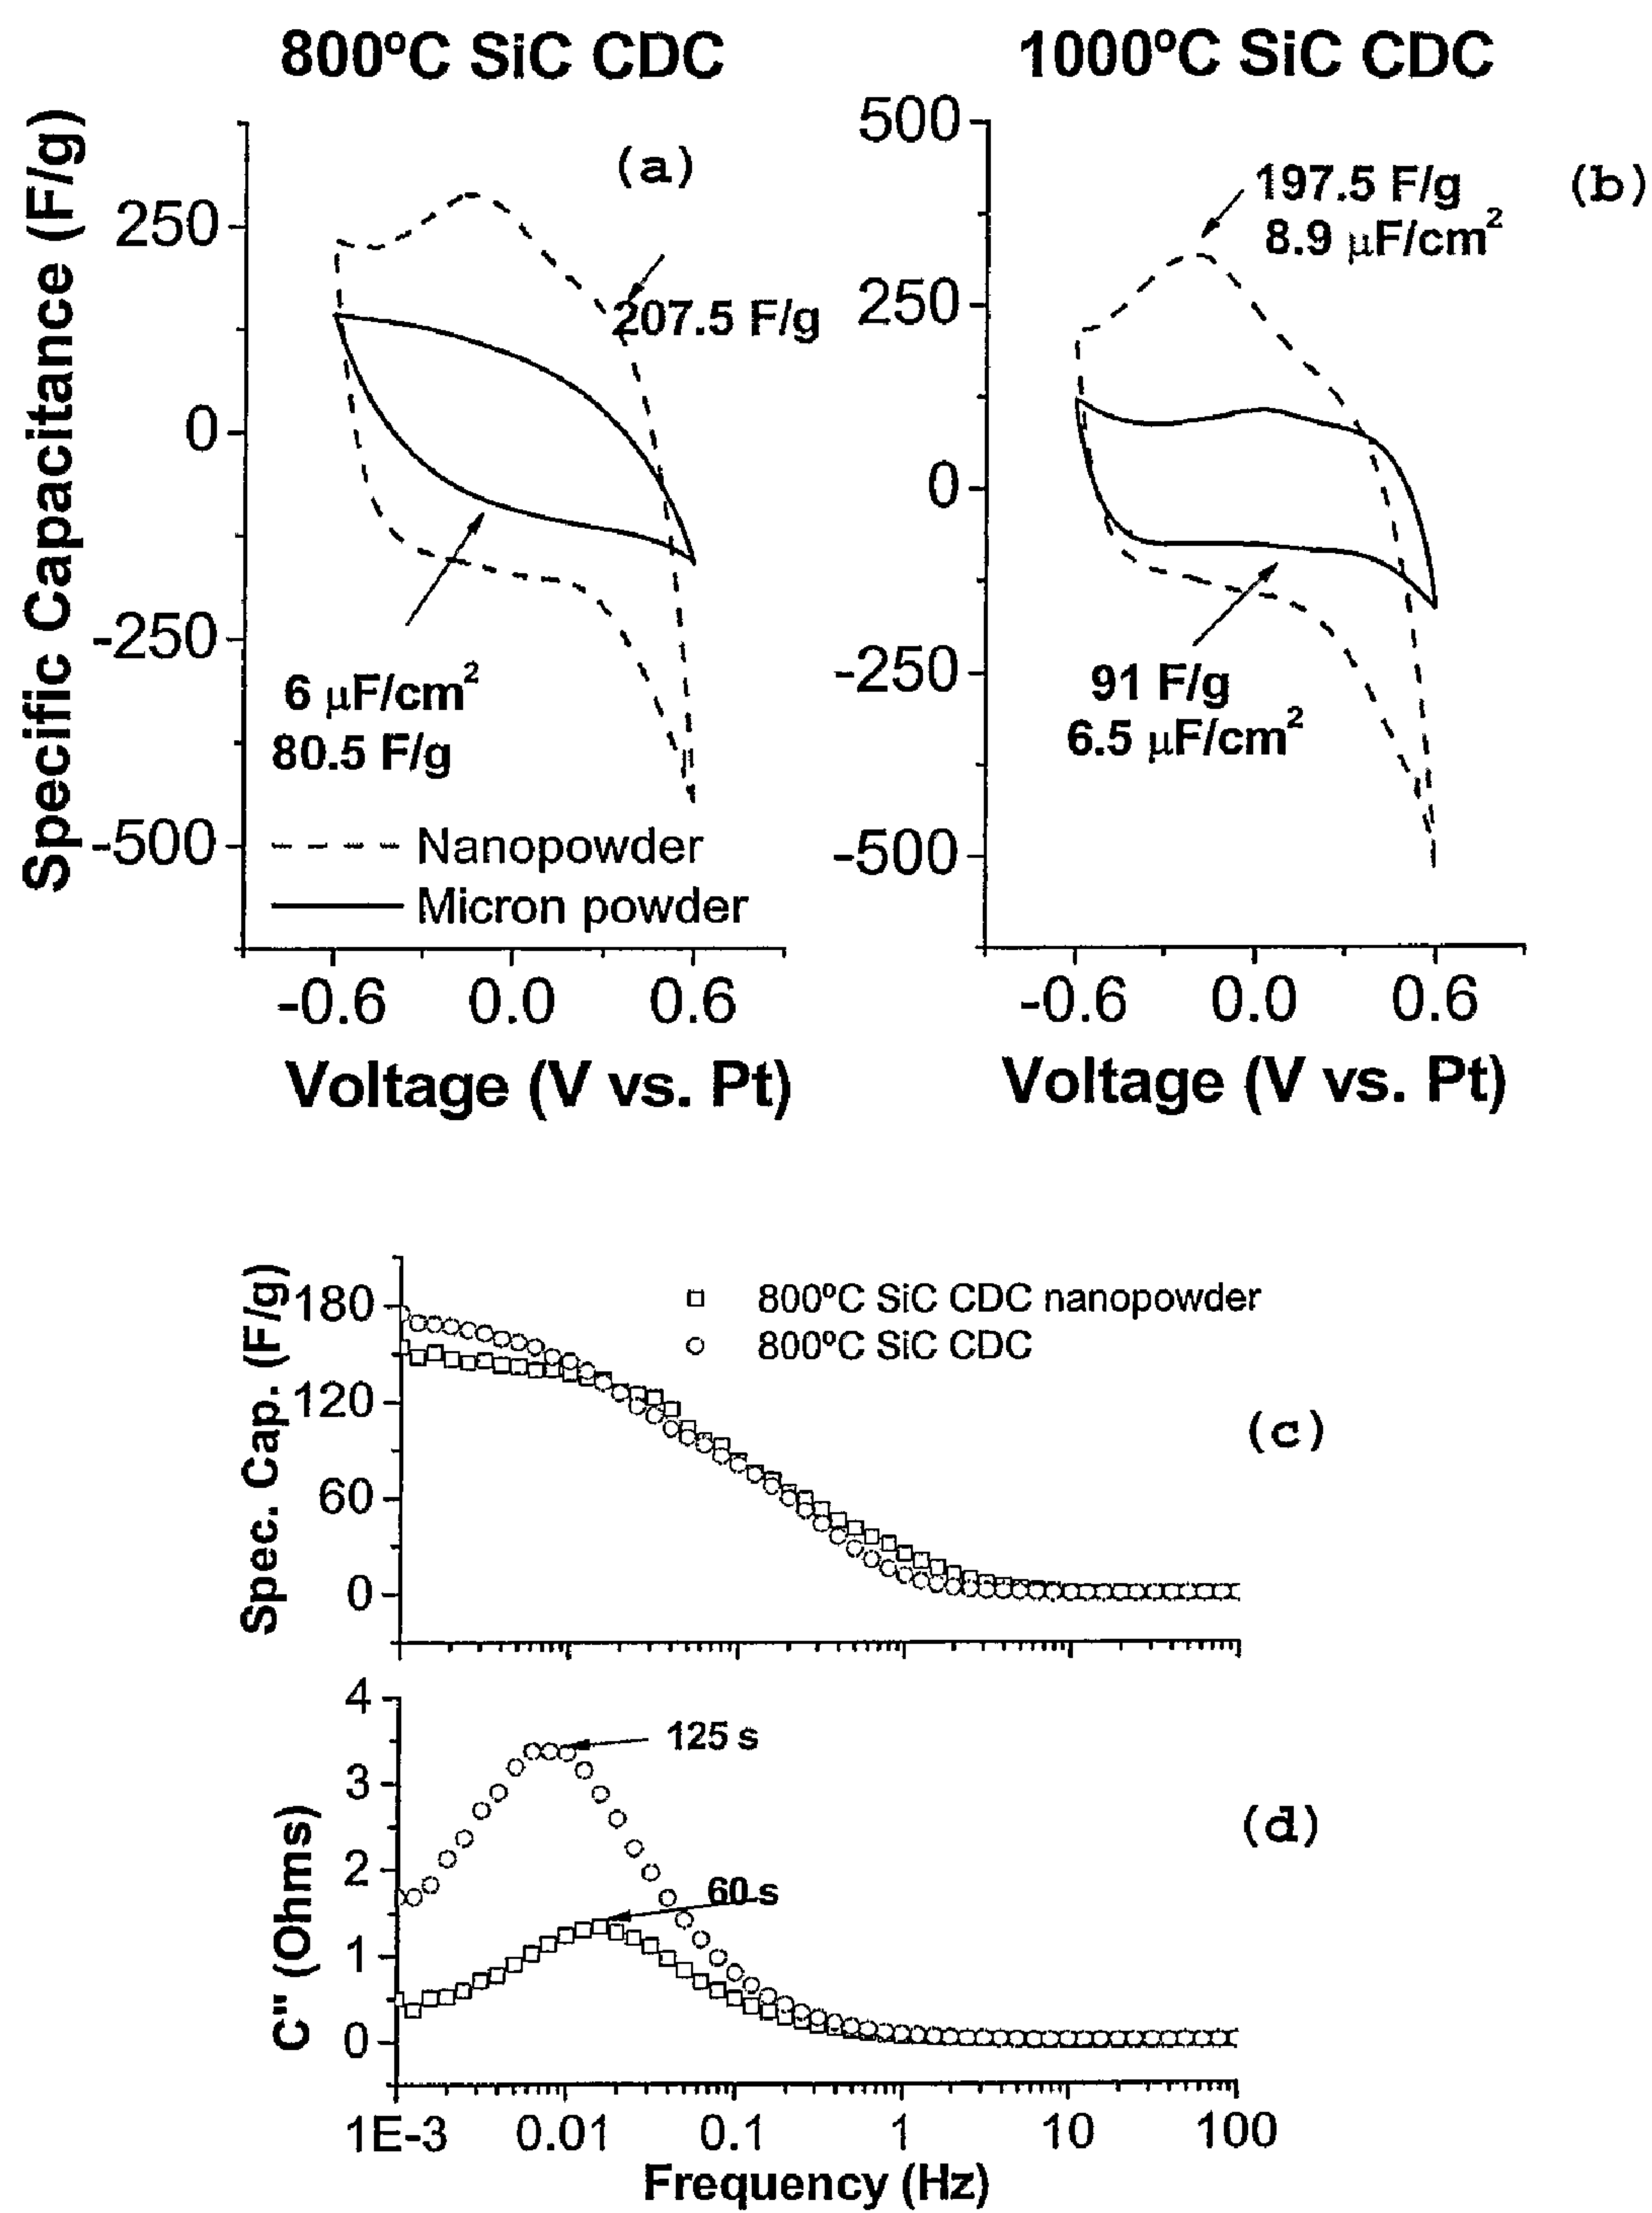 800ºC SiC CDC
1000ºC SiC CDC
Specific Capacitance (F/g)
250
0
-250
-500
(a)
207.5 F/g
6 µF/cm²
80.5 F/g
Nanopowder
Micron powder
-0.6
0.0
0.6
Voltage (V vs. Pt)
500
250
0
-250
-500
(b)
197.5 F/g
8.9 µF/cm²
91 F/g
6.5 µF/cm²
-0.6
0.0
0.6
Voltage (V vs. Pt)
Spec. Cap. (F/g)
180
120
60
0
800ºC SiC CDC nanopowder
800ºC SiC CDC
(c)
C" (Ohms)
4
3
2
1
0
125 s
60 s
(d)
1E-3
0.01
0.1
1
10
100
Frequency (Hz)